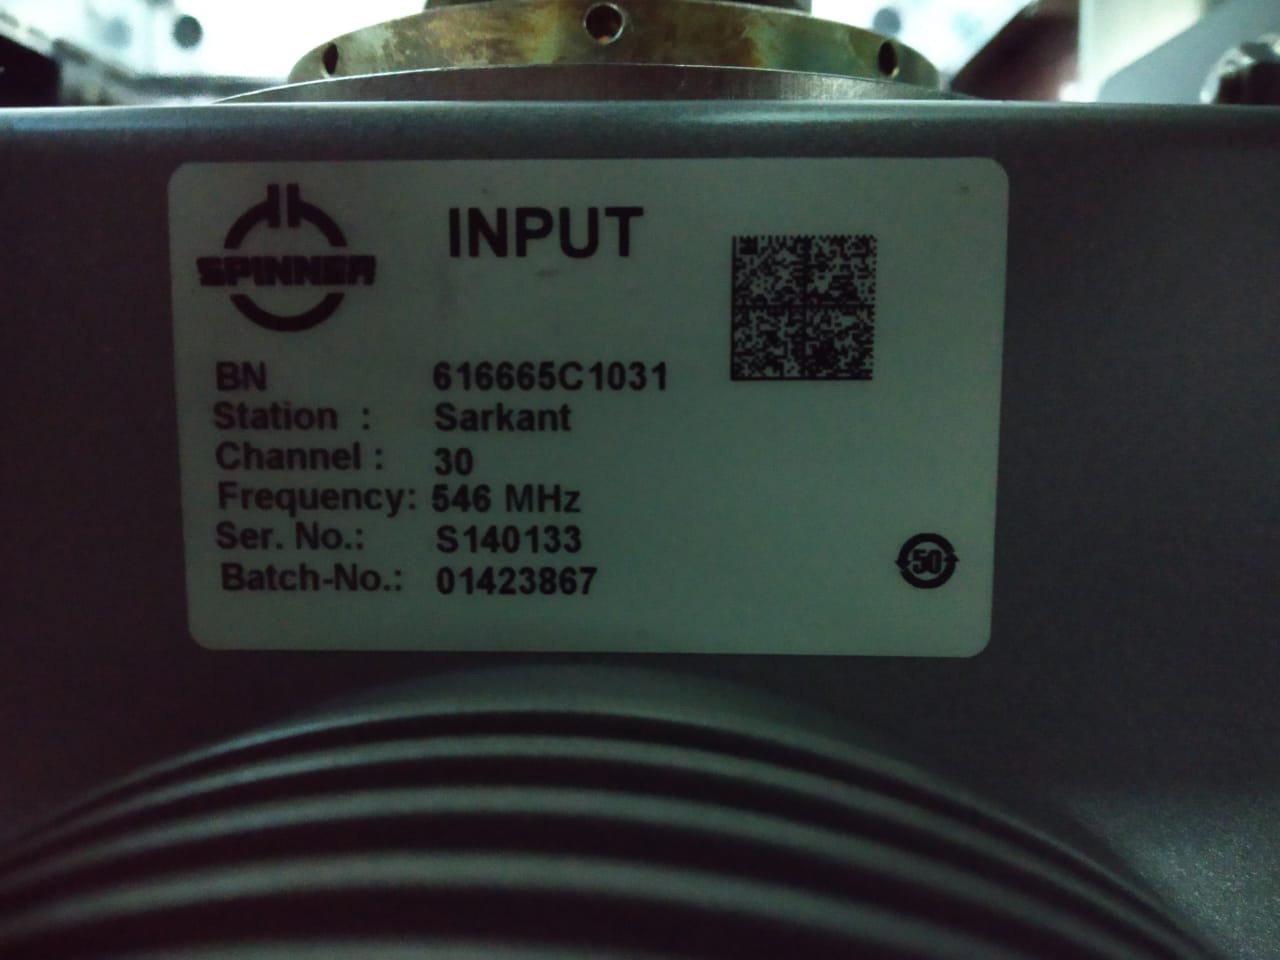 SPINNER
INPUT
BN 616665C1031
Station : Sarkant
Channel : 30
Frequency: 546 MHz
Ser. No.: S140133
Batch-No.: 01423867
50